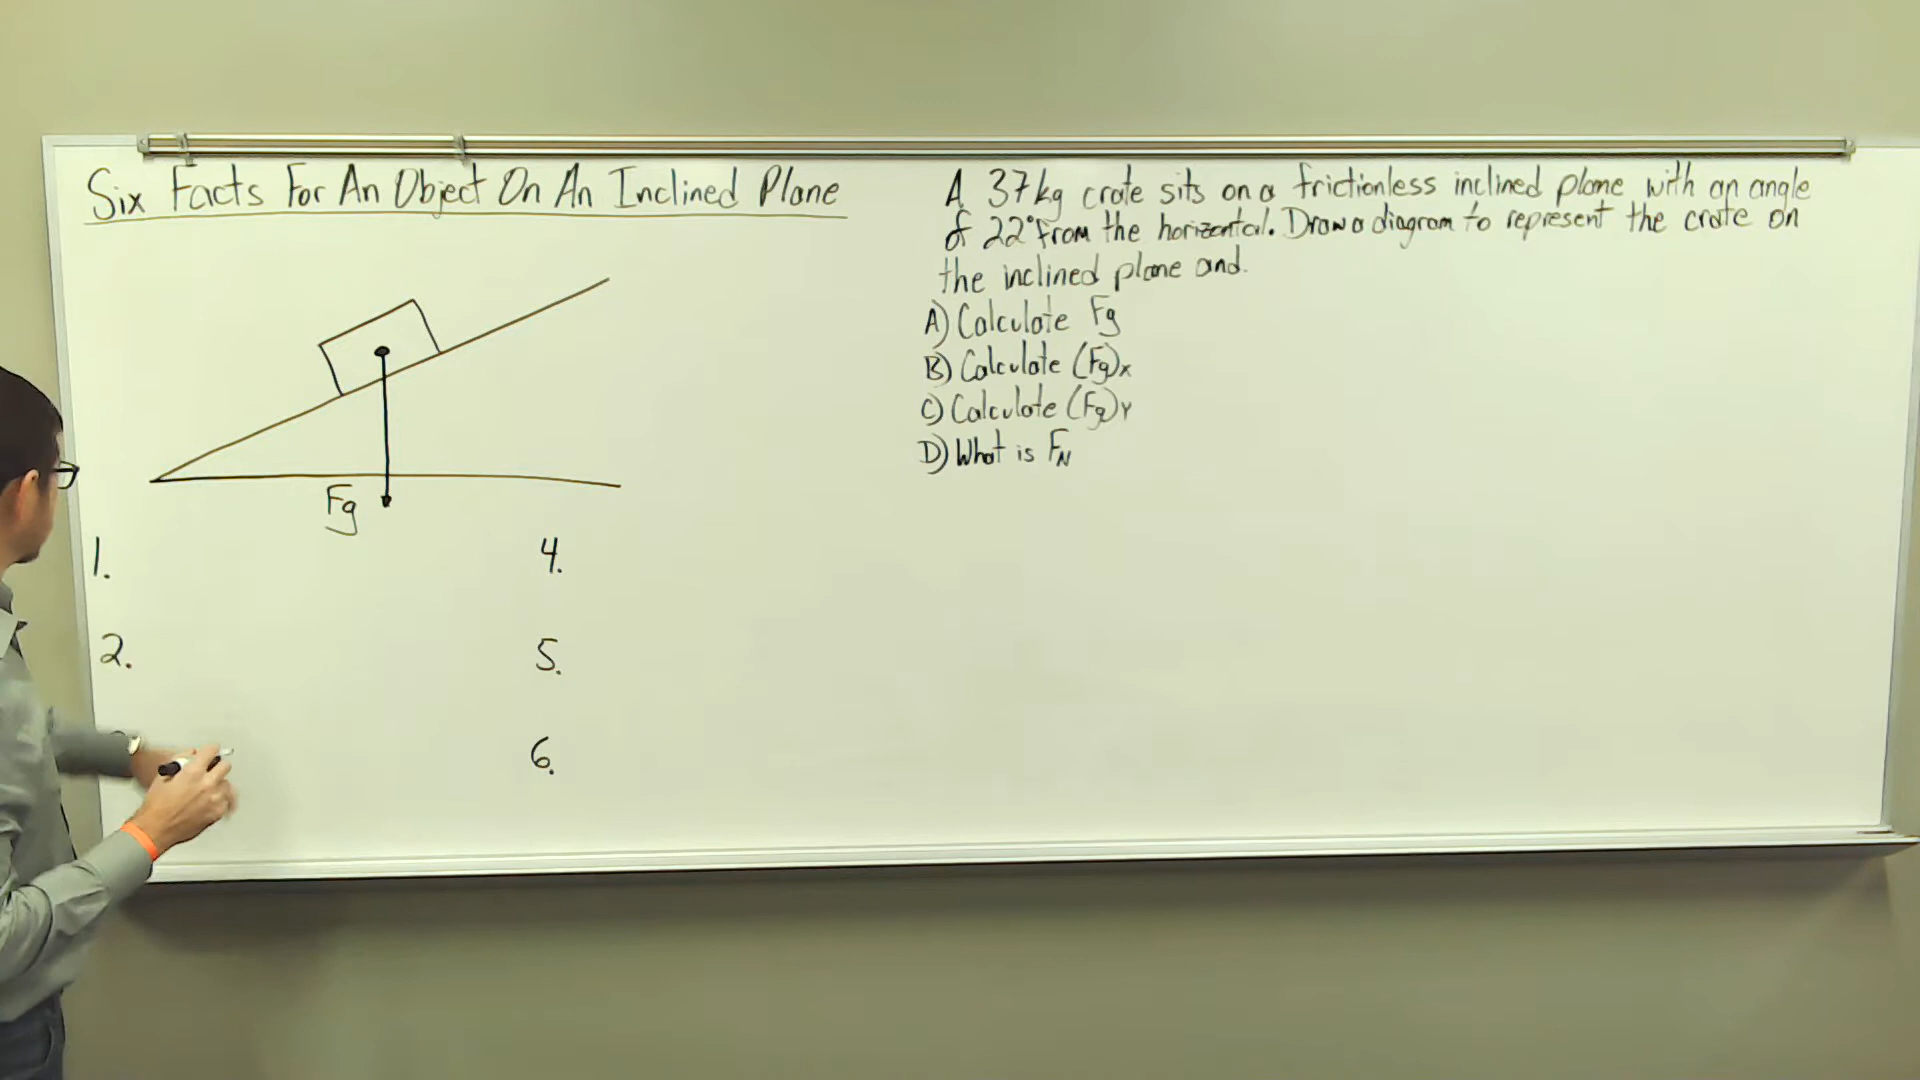 Six Facts For An Object On An Inclined Plane
Fg
1.
2.
4.
5.
6.
A 37kg crate sits on a frictionless inclined plane with an angle
of 22° from the horizontal. Draw a diagram to represent the crate on
the inclined plane and.
A) Calculate Fg
B) Calculate (Fg)x
C) Calculate (Fg)y
D) What is FN